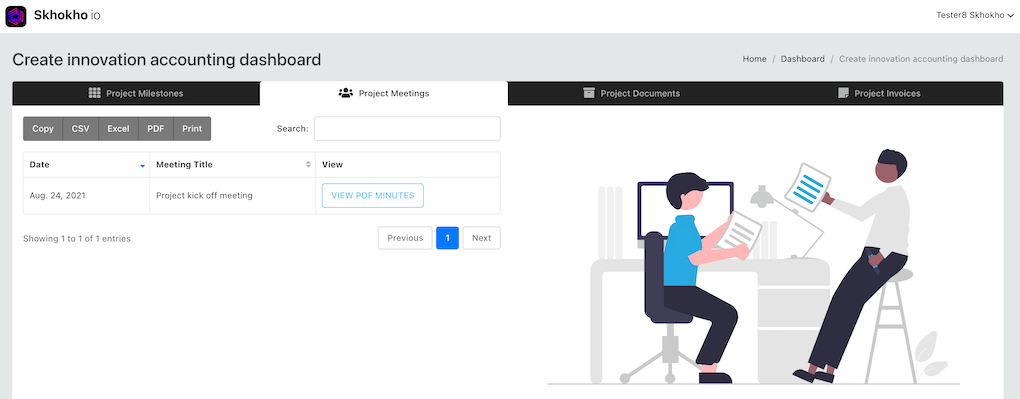 Skhokho io
Tester8 Skhokho
Create innovation accounting dashboard
Home / Dashboard / Create innovation accounting dashboard
Project Milestones
Project Meetings
Project Documents
Project Invoices
Copy CSV Excel PDF Print
Search:
Date Meeting Title View
Aug. 24, 2021 Project kick off meeting VIEW PDF MINUTES
Showing 1 to 1 of 1 entries
Previous 1 Next